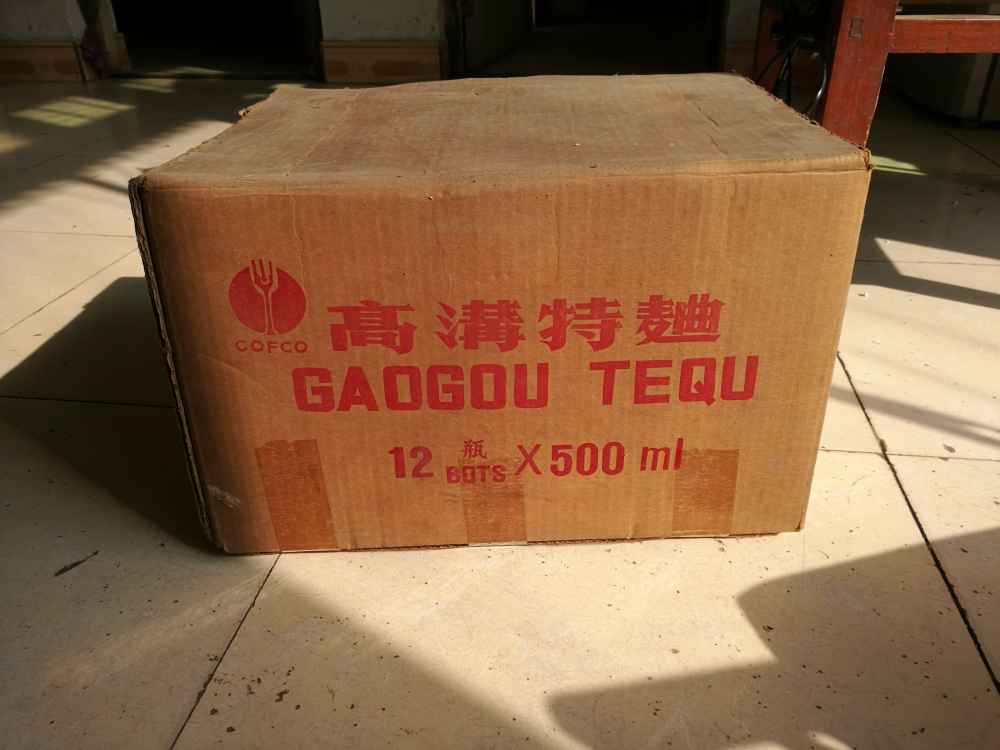 COFCO
高溝特麯
GAOGOU TEQU
12 瓶 BOTS X 500 ml